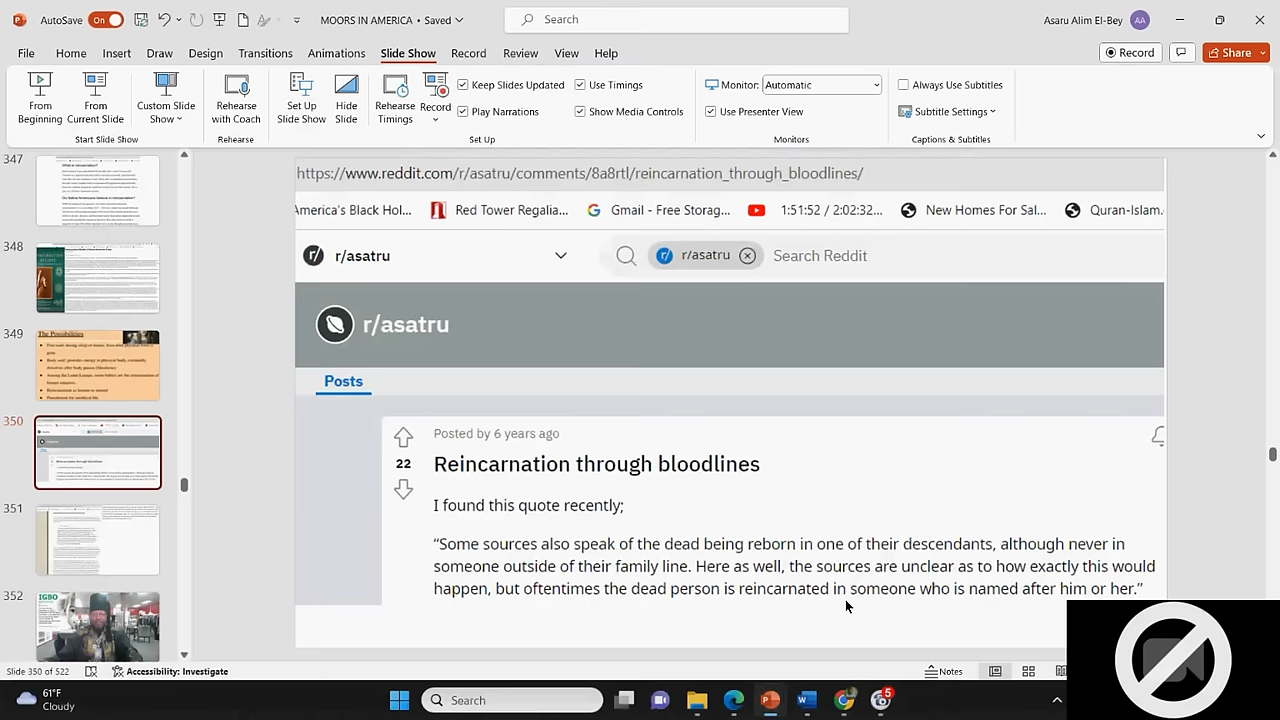 AutoSave On MOORS IN AMERICA • Saved Search Asaru Alim El-Bey AA
File Home Insert Draw Design Transitions Animations Slide Show Record Review View Help Record Share
From Beginning
From Current Slide
Custom Slide Show
Start Slide Show
Rehearse with Coach
Rehearse
Set Up Slide Show
Hide Slide
Rehearse Timings
Record
Keep Slides Updated
Play Narrations
Use Timings
Show Media Controls
Set Up
Monitor: Automatic
Use Presenter View
Monitors
Always Use Subtitles
Subtitle Settings
Captions & Subtitles
347
348
349
The Possibilities
350
351
352
IGBO
https://www.reddit.com/r/asatru/comments/8a8rtl/reincarnation_through_bloodlines/
America's Black Hol... Red Tower Regalia... Gmail - Free Storag... New Homes For Sal... Quran-Islam.
r/asatru r/asatru Search Reddit
r/asatru
Posts
Posted by 6 years ago
22
Reincarnation through bloodlines
I found this quote recently;
“Some sources also speak of the dead being reborn in one of their descendants, although never in
someone outside of their family line. Here as well, the sources are unclear as to how exactly this would
happen, but oftentimes the dead person is reincarnated in someone who is named after him or her.”
Slide 350 of 522 Accessibility: Investigate Notes
61°F
Cloudy
Search
5